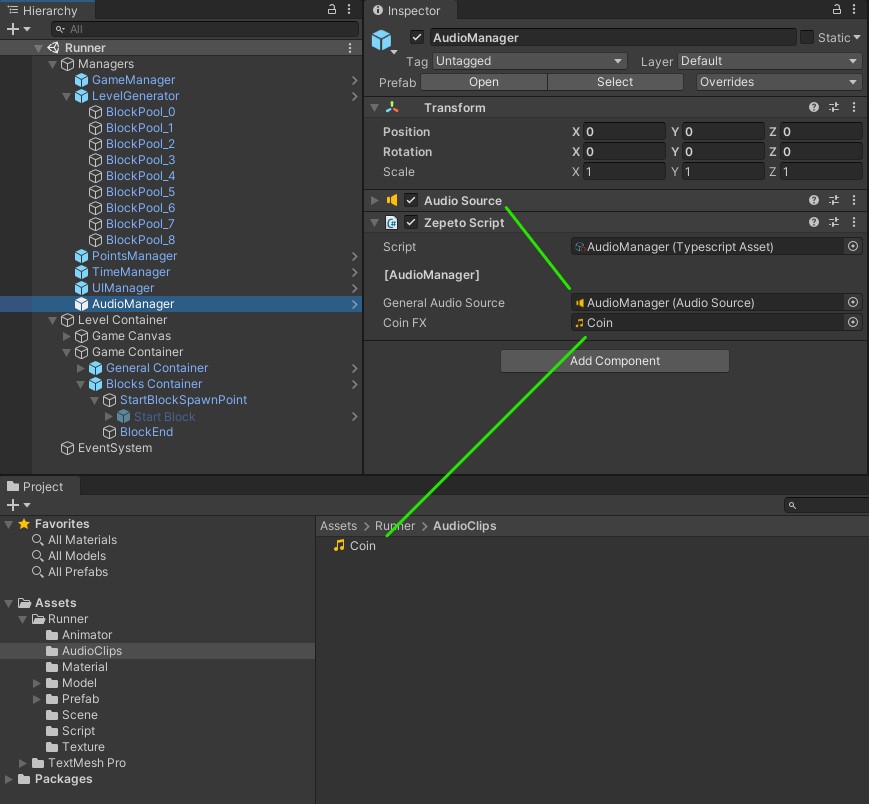 Hierarchy
All
Runner
Managers
GameManager
LevelGenerator
BlockPool_0
BlockPool_1
BlockPool_2
BlockPool_3
BlockPool_4
BlockPool_5
BlockPool_6
BlockPool_7
BlockPool_8
PointsManager
TimeManager
UIManager
AudioManager
Level Container
Game Canvas
Game Container
General Container
Blocks Container
StartBlockSpawnPoint
Start Block
BlockEnd
EventSystem
Inspector
AudioManager Static
Tag Untagged Layer Default
Prefab Open Select Overrides
Transform
Position X 0 Y 0 Z 0
Rotation X 0 Y 0 Z 0
Scale X 1 Y 1 Z 1
Audio Source
Zepeto Script
Script AudioManager (Typescript Asset)
[AudioManager]
General Audio Source AudioManager (Audio Source)
Coin FX Coin
Add Component
Project
Favorites
All Materials
All Models
All Prefabs
Assets
Runner
Animator
AudioClips
Material
Model
Prefab
Scene
Script
Texture
TextMesh Pro
Packages
Assets > Runner > AudioClips
Coin